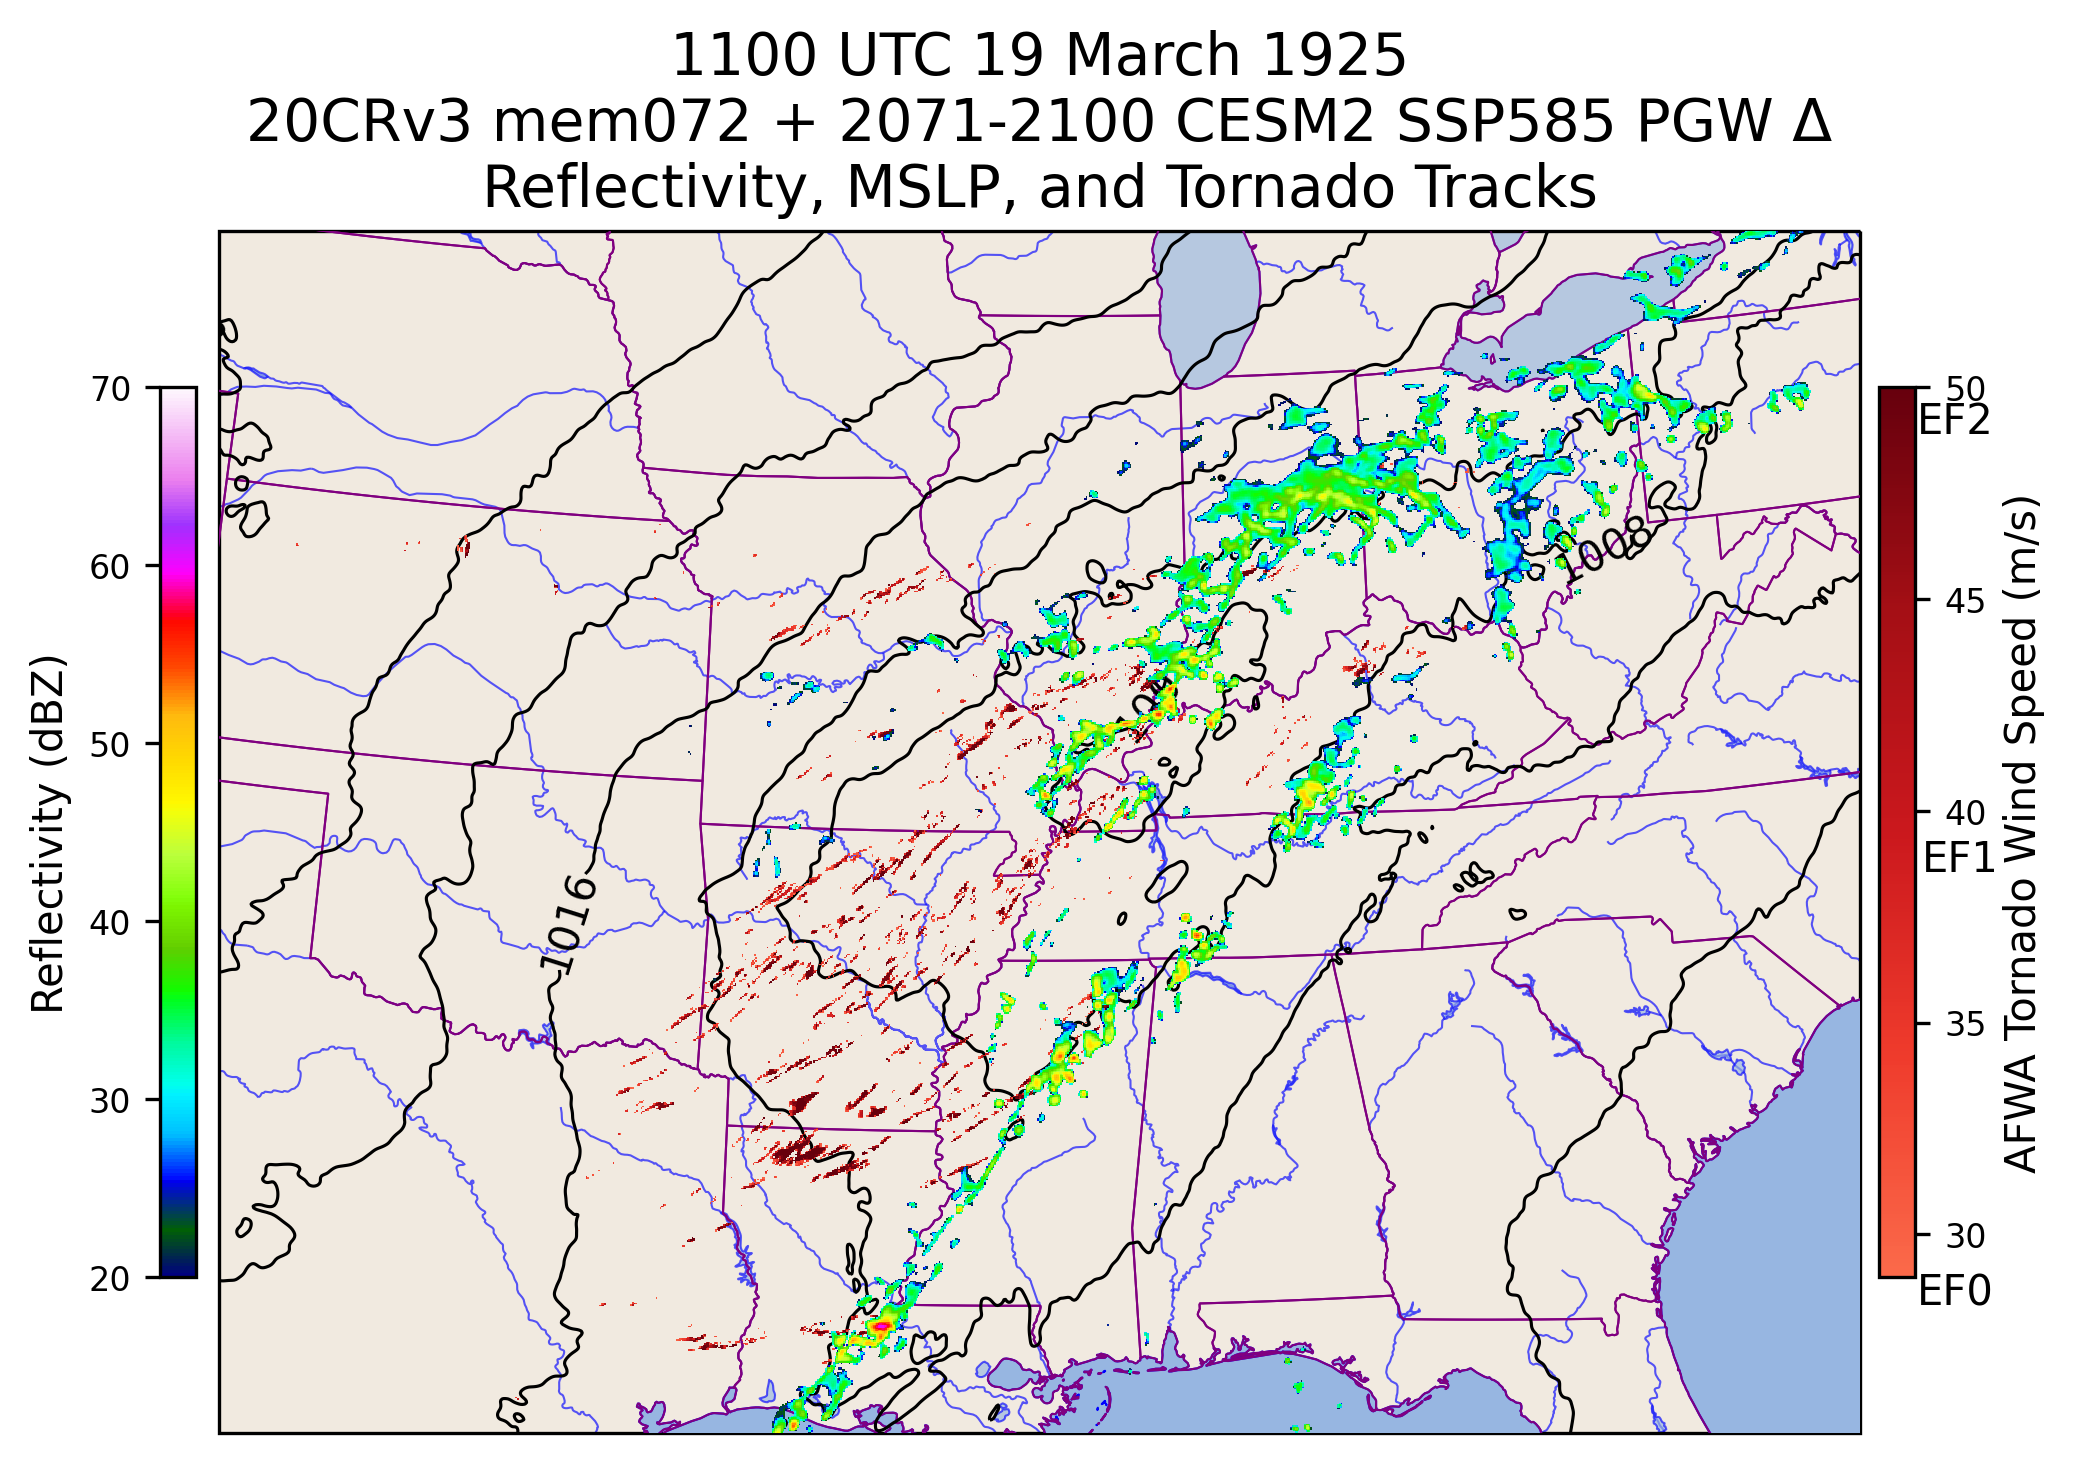 1100 UTC 19 March 1925
20CRv3 mem072 + 2071-2100 CESM2 SSP585 PGW Δ
Reflectivity, MSLP, and Tornado Tracks
70
60
50
40
30
20
Reflectivity (dBZ)
1016
1008
50
EF2
45
40
EF1
35
30
EF0
AFWA Tornado Wind Speed (m/s)